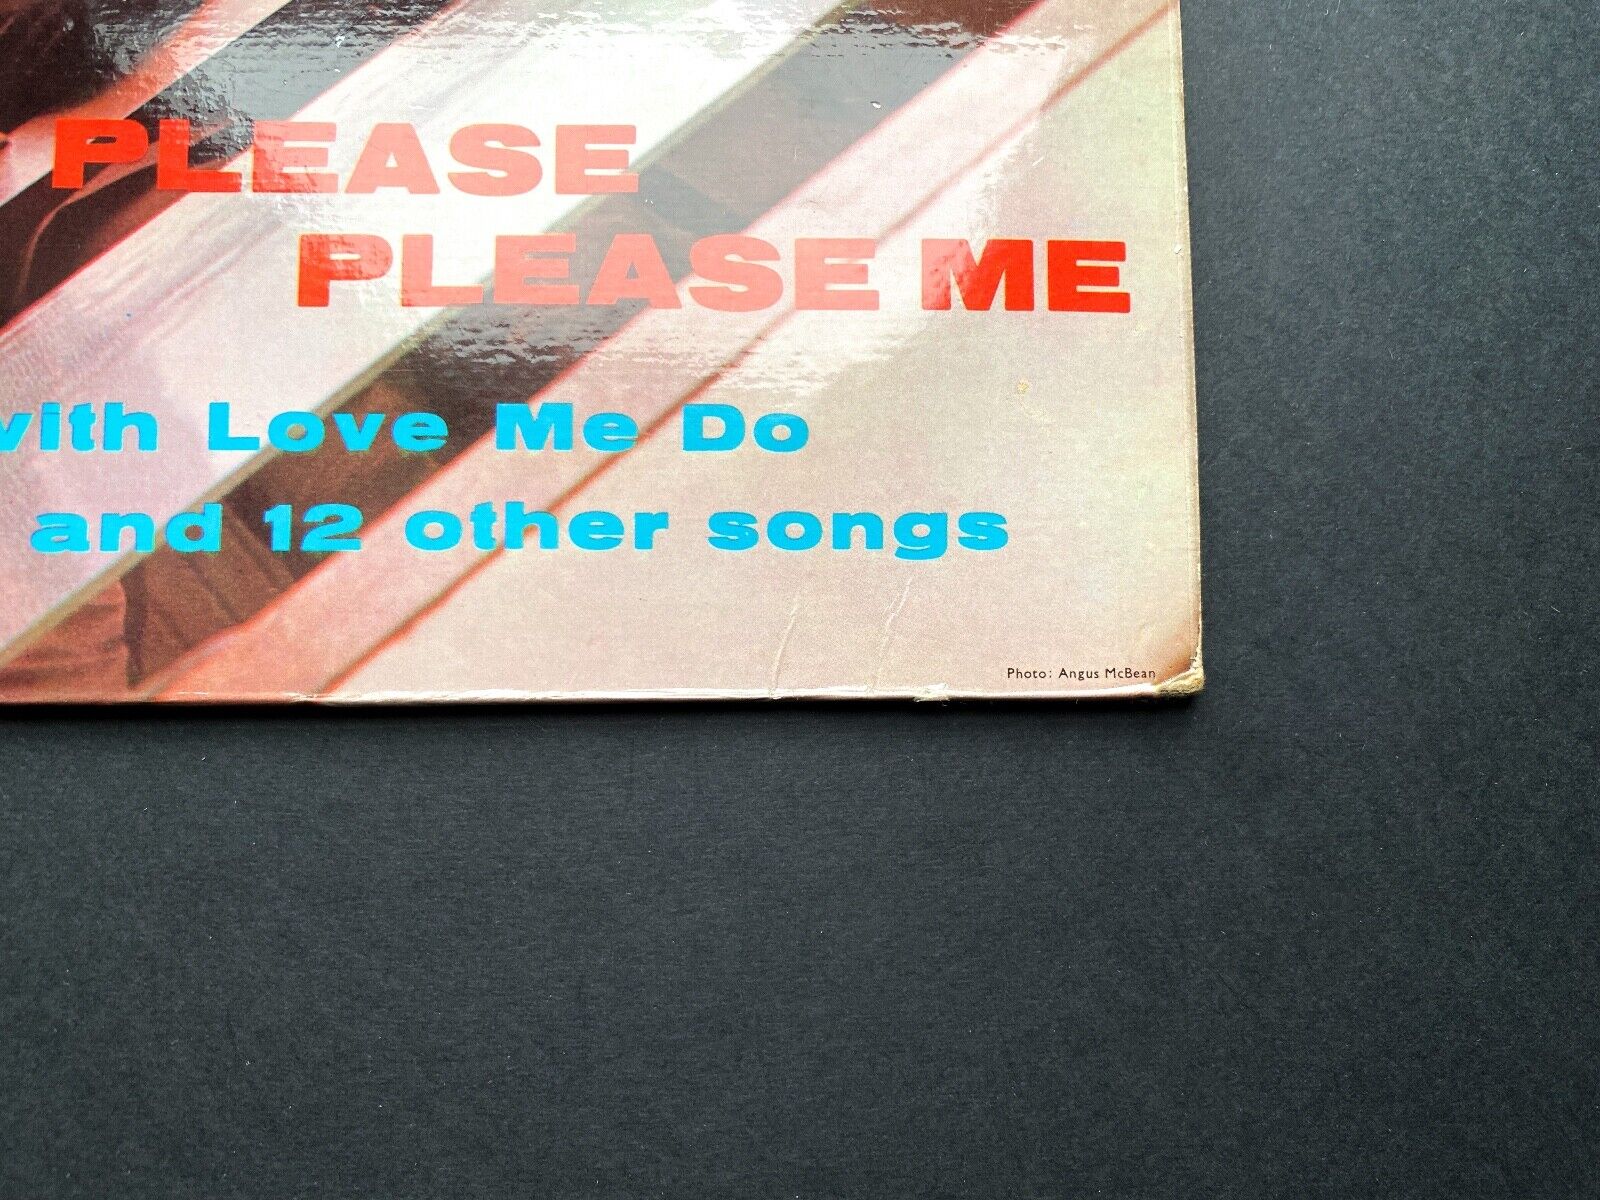 PLEASE
PLEASE ME
with Love Me Do
and 12 other songs
Photo: Angus McBean